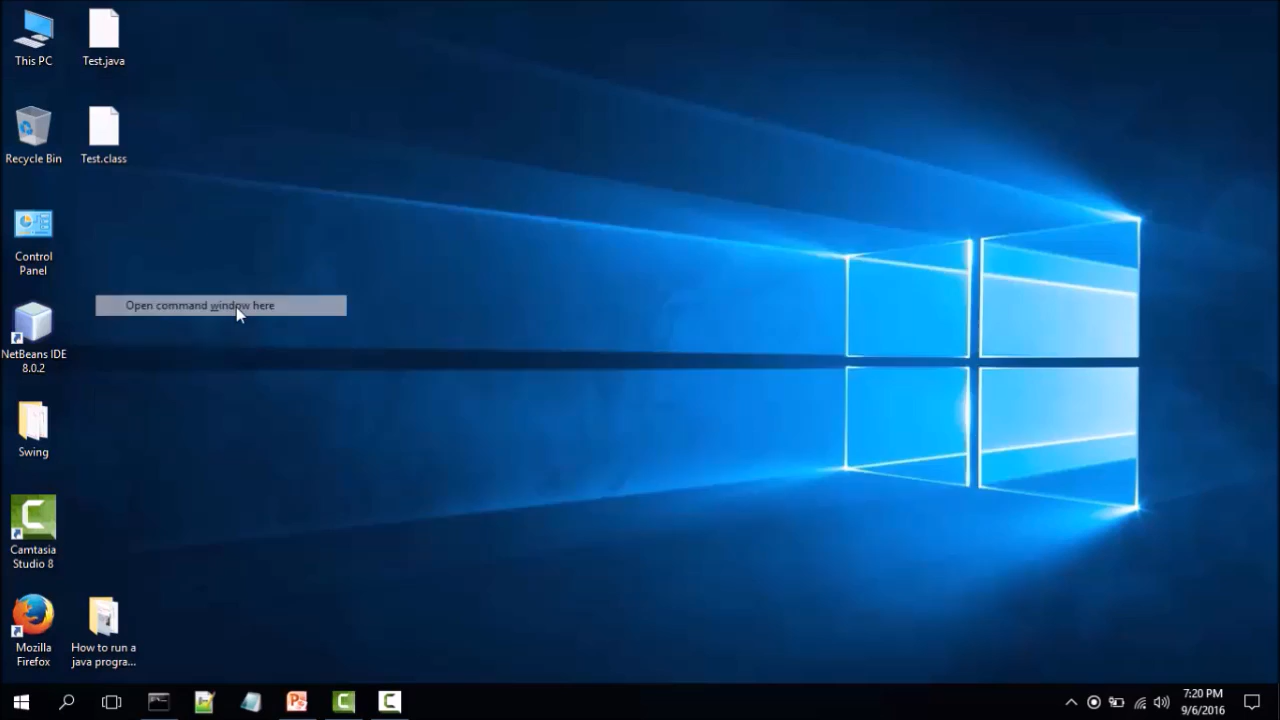 This PC
Test.java
Recycle Bin
Test.class
Control
Panel
Open command window here
NetBeans IDE
8.0.2
Swing
Camtasia
Studio 8
Mozilla
Firefox
How to run a
java progra...
7:20 PM
9/6/2016